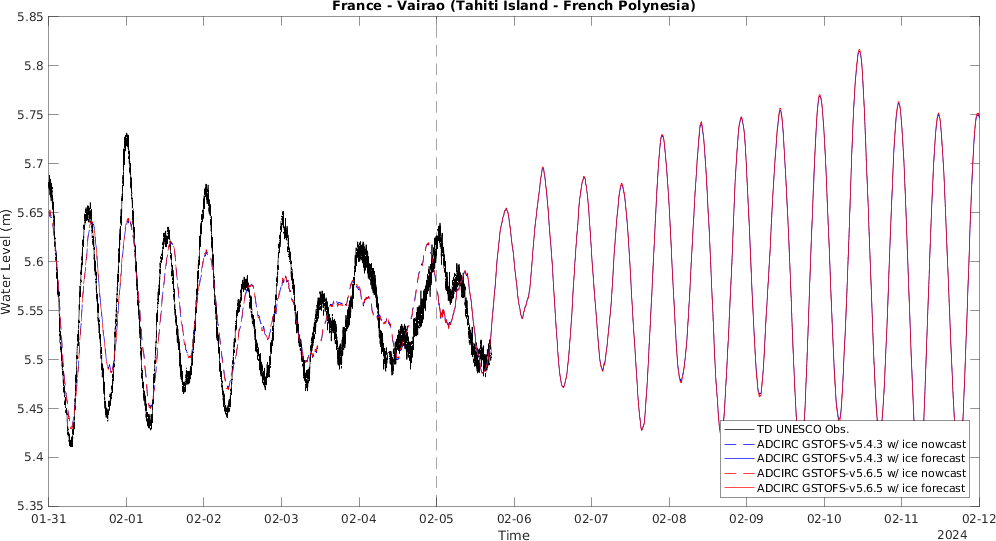 France - Vairao (Tahiti Island - French Polynesia)
5.85
5.8
5.75
5.7
5.65
5.6
5.55
5.5
5.45
5.4
5.35
Water Level (m)
TD UNESCO Obs.
ADCIRC GSTOFS-v5.4.3 w/ ice nowcast
ADCIRC GSTOFS-v5.4.3 w/ ice forecast
ADCIRC GSTOFS-v5.6.5 w/ ice nowcast
ADCIRC GSTOFS-v5.6.5 w/ ice forecast
01-31 02-01 02-02 02-03 02-04 02-05 02-06 02-07 02-08 02-09 02-10 02-11 02-12
Time
2024